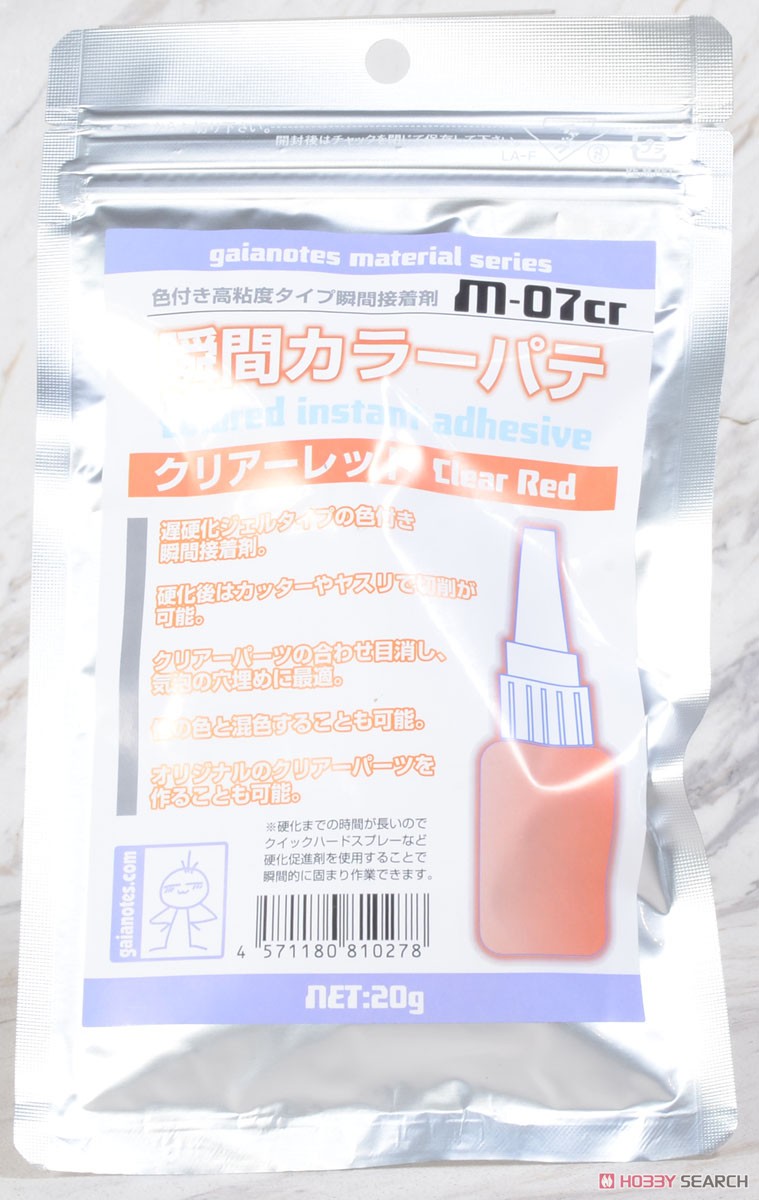 開封後はチャックを閉じて保存して下さい
LA-F
プラ
gaianotes material series
色付き高粘度タイプ瞬間接着剤 M-07cr
瞬間カラーパテ
instant adhesive
クリアーレッド Clear Red
遅硬化ジェルタイプの色付き
瞬間接着剤。
硬化後はカッターやヤスリで切削が
可能。
クリアーパーツの合わせ目消し、
気泡の穴埋めに最適。
の色と混色することも可能。
オリジナルのクリアーパーツを
作ることも可能。
※硬化までの時間が長いので
クイックハードスプレーなど
硬化促進剤を使用することで
瞬間的に固まり作業できます。
gaianotes.com
4 571180 810278
NET:20g
HOBBY SEARCH